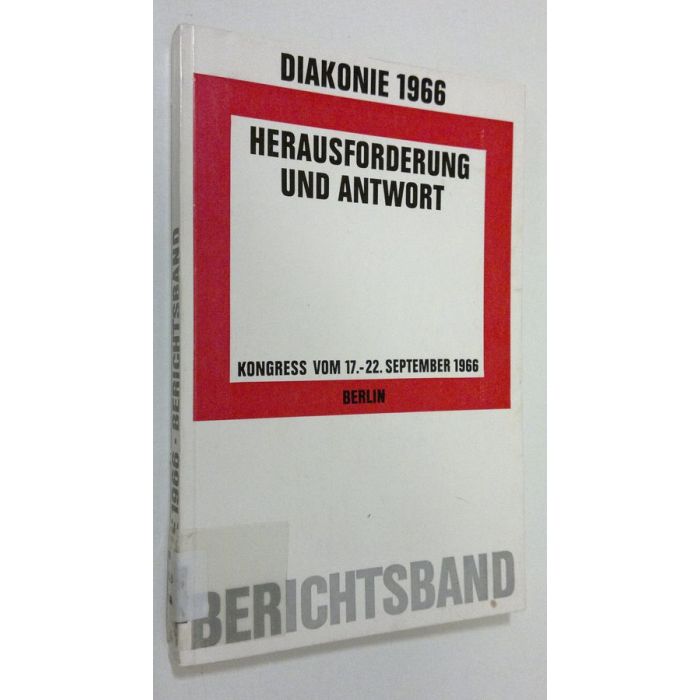 DIAKONIE 1966
HERAUSFORDERUNG
UND ANTWORT
KONGRESS VOM 17.-22. SEPTEMBER 1966
BERLIN
BERICHTSBAND
1966 · BERICHTSBAND